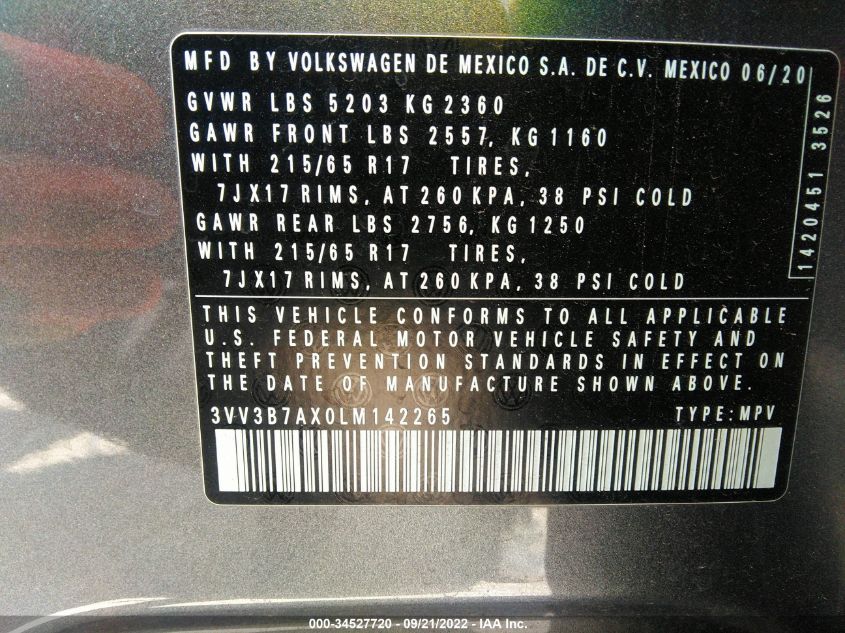 MFD BY VOLKSWAGEN DE MEXICO S.A. DE C.V. MEXICO 06/20
GVWR LBS 5203 KG 2360
GAWR FRONT LBS 2557, KG 1160
WITH 215/65 R17 TIRES,
7JX17 RIMS, AT 260 KPA, 38 PSI COLD
GAWR REAR LBS 2756, KG 1250
WITH 215/65 R17 TIRES,
7JX17 RIMS, AT 260 KPA, 38 PSI COLD
1420451 3526
THIS VEHICLE CONFORMS TO ALL APPLICABLE
U.S. FEDERAL MOTOR VEHICLE SAFETY AND
THEFT PREVENTION STANDARDS IN EFFECT ON
THE DATE OF MANUFACTURE SHOWN ABOVE.
3VV3B7AX0LM142265 TYPE: MPV
000-34527720 - 09/21/2022 - IAA Inc.